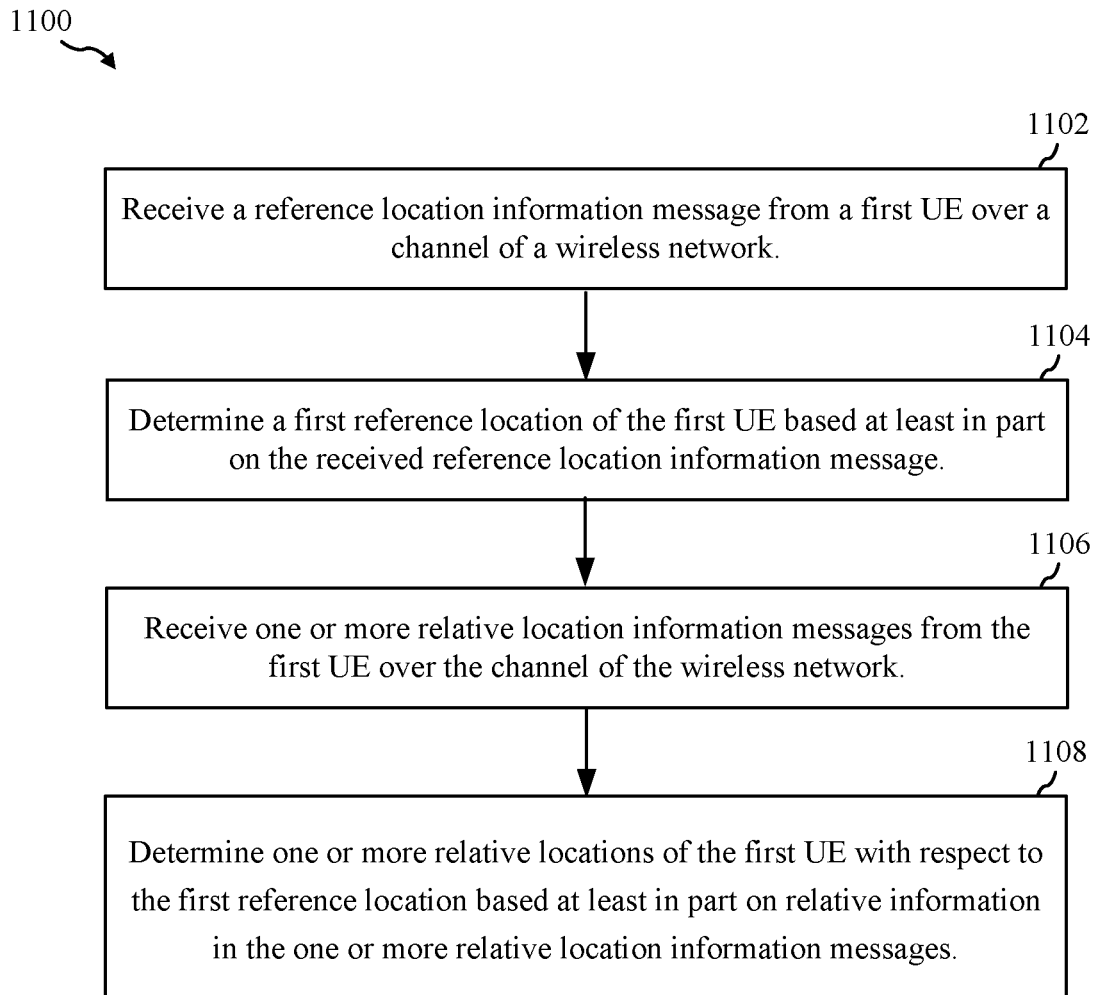 1100
1102
Receive a reference location information message from a first UE over a
channel of a wireless network.
1104
Determine a first reference location of the first UE based at least in part
on the received reference location information message.
1106
Receive one or more relative location information messages from the
first UE over the channel of the wireless network.
1108
Determine one or more relative locations of the first UE with respect to
the first reference location based at least in part on relative information
in the one or more relative location information messages.